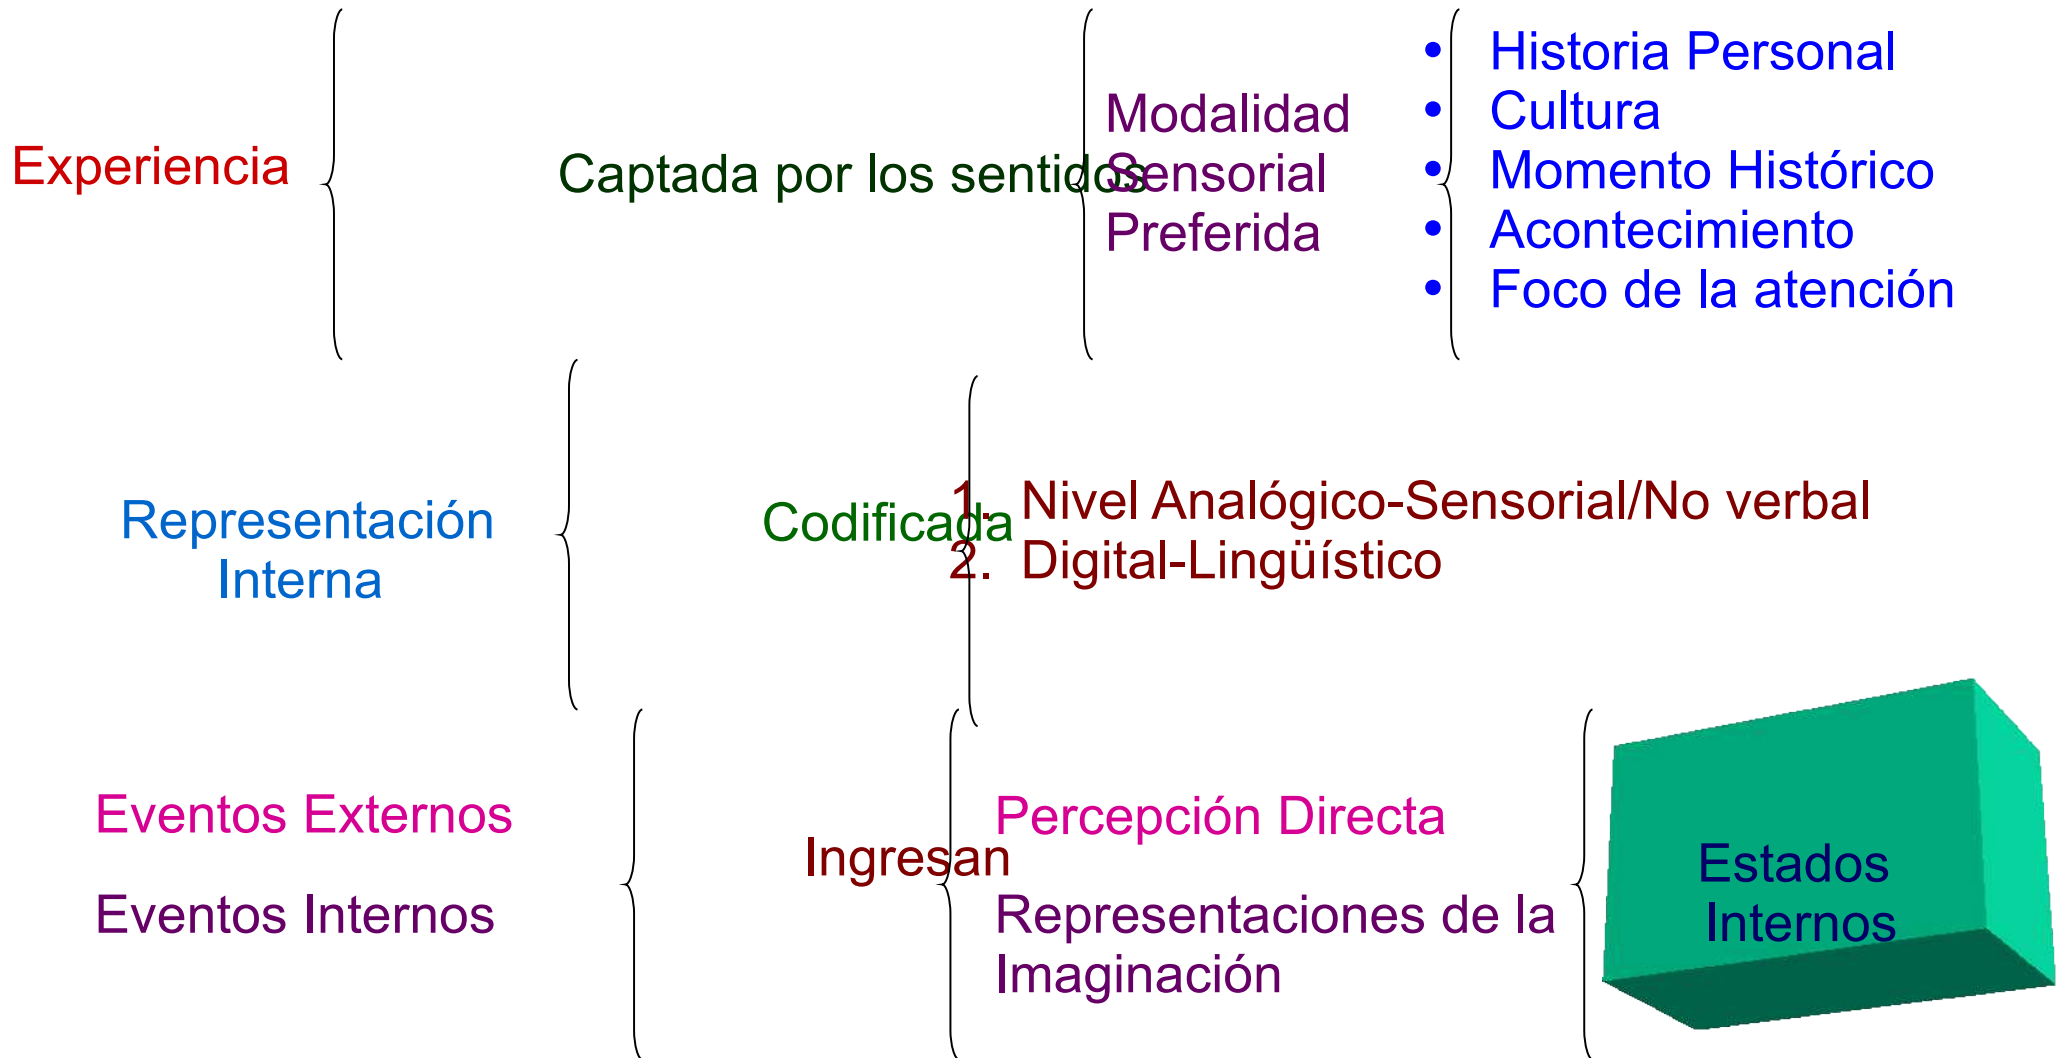 Experiencia
Captada por los sentidos
Modalidad
Sensorial
Preferida
• Historia Personal
• Cultura
• Momento Histórico
• Acontecimiento
• Foco de la atención
Representación
Interna
Codificada
1. Nivel Analógico-Sensorial/No verbal
2. Digital-Lingüístico
Eventos Externos
Eventos Internos
Ingresan
Percepción Directa
Representaciones de la
Imaginación
Estados
Internos